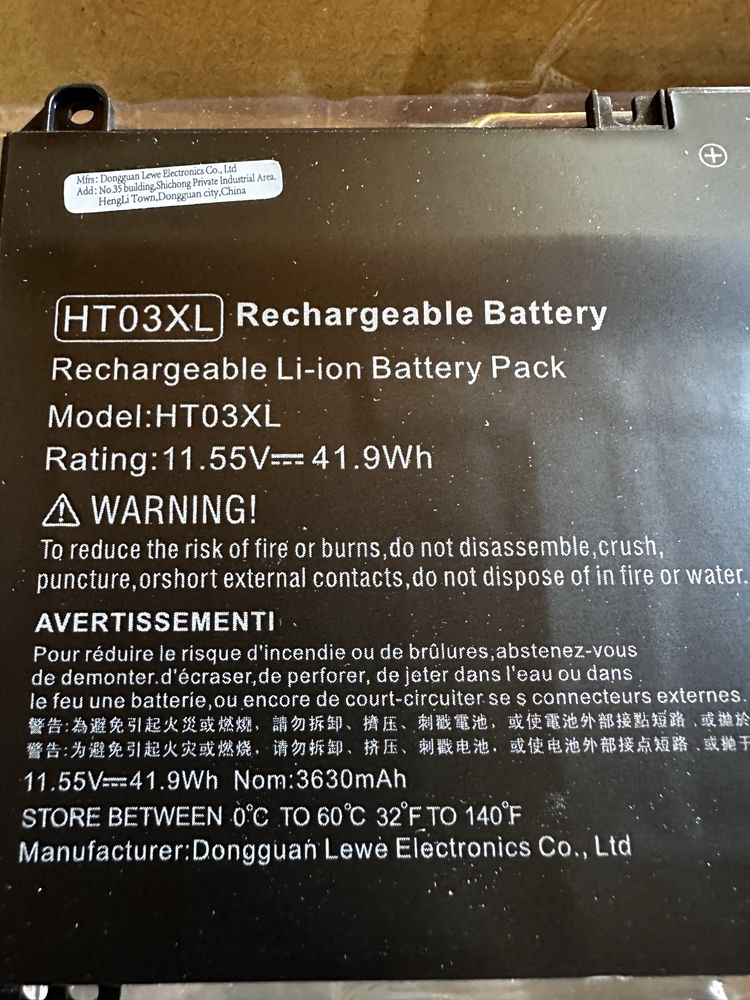 Mfrs: Dongguan Lewe Electronics Co., Ltd
Add: No.35 building,Shichong Private Industrial Area,
HengLi Town,Dongguan city,China
HT03XL Rechargeable Battery
Rechargeable Li-ion Battery Pack
Model:HT03XL
Rating:11.55V⎓41.9Wh
WARNING!
To reduce the risk of fire or burns,do not disassemble,crush,
puncture,orshort external contacts,do not dispose of in fire or water.
AVERTISSEMENTI
Pour réduire le risque d'incendie ou de brûlures,abstenez-vous
de demonter.d'écraser,de perforer, de jeter dans l'eau ou dans
le feu une batterie,ou encore de court-circuiter se s connecteurs externes.
警告:為避免引起火災或燃燒，請勿拆卸、擠压、刺戳電池，或使電池外部接點短路，或拋於
警告:为避免引起火灾或燃烧，请勿拆卸、挤压、刺戳电池，或使电池外部接点短路，或抛于
11.55V⎓41.9Wh Nom:3630mAh
STORE BETWEEN 0℃ TO 60℃ 32℉ TO 140℉
Manufacturer:Dongguan Lewe Electronics Co., Ltd